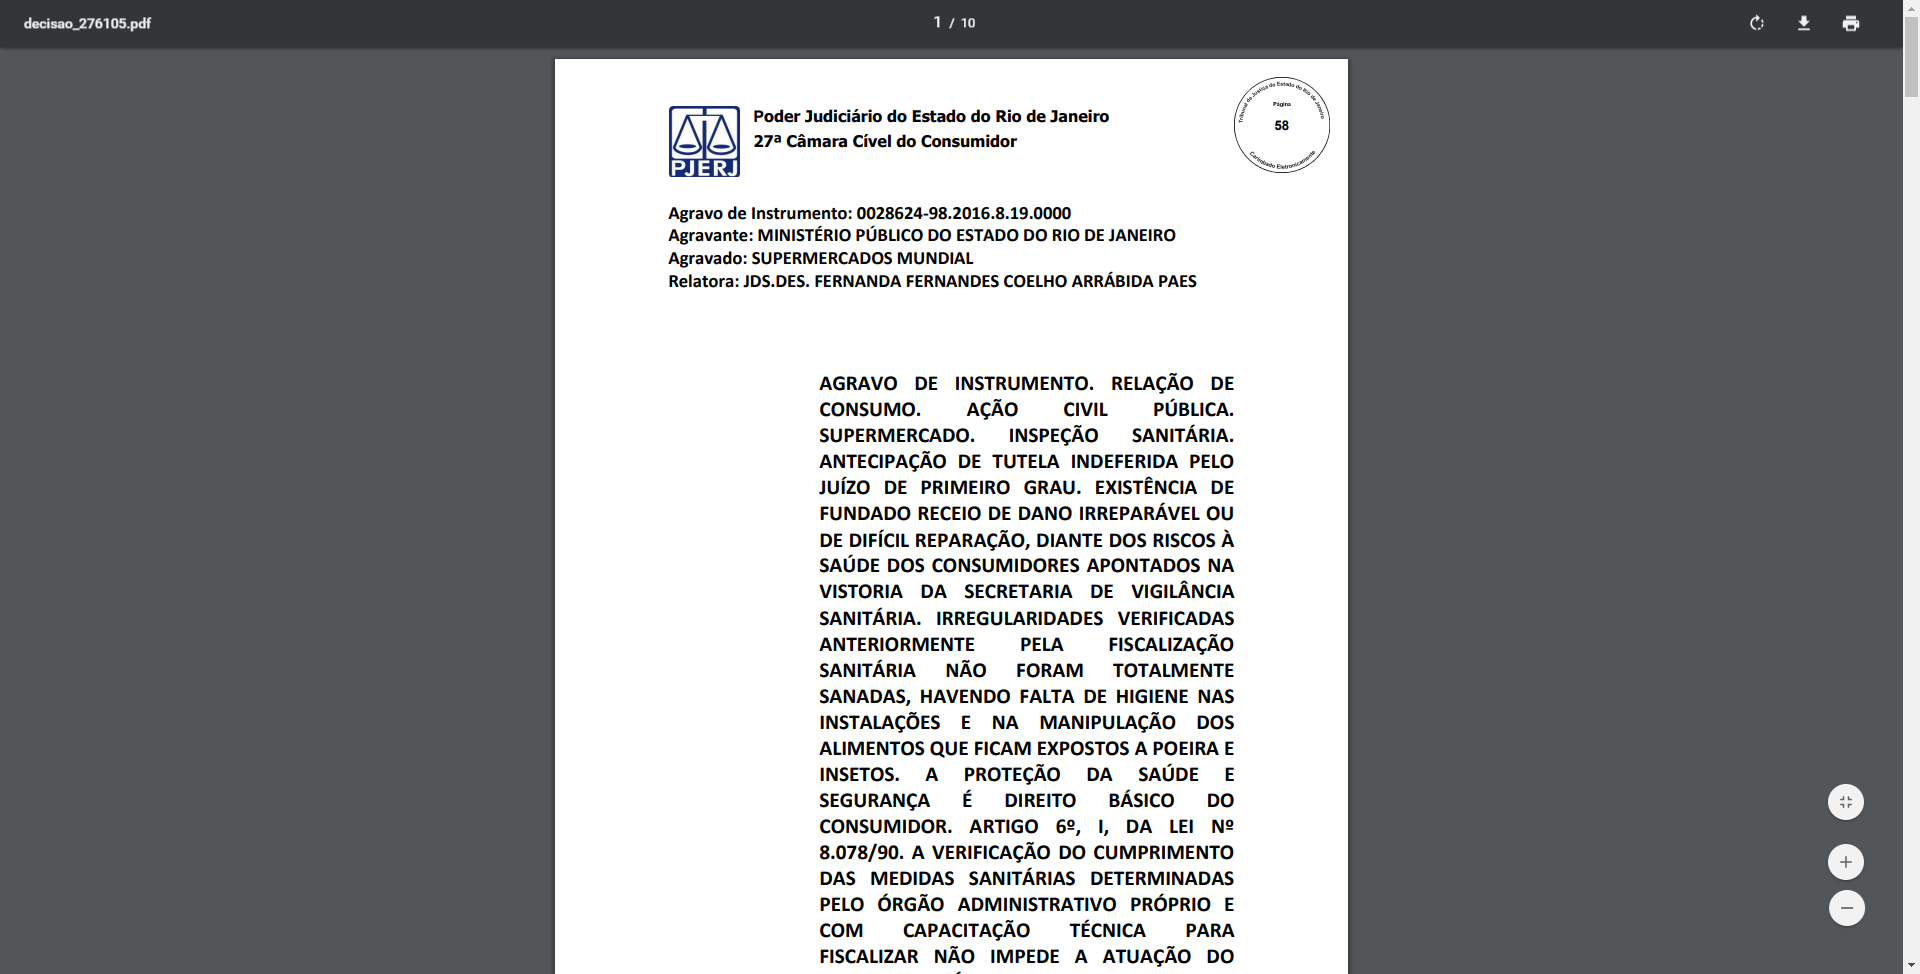 decisao_276105.pdf
1 / 10
Tribunal de Justiça do Estado do Rio de Janeiro
Página
58
Carimbado Eletronicamente
PJERJ
Poder Judiciário do Estado do Rio de Janeiro
27ª Câmara Cível do Consumidor
Agravo de Instrumento: 0028624-98.2016.8.19.0000
Agravante: MINISTÉRIO PÚBLICO DO ESTADO DO RIO DE JANEIRO
Agravado: SUPERMERCADOS MUNDIAL
Relatora: JDS.DES. FERNANDA FERNANDES COELHO ARRÁBIDA PAES
AGRAVO DE INSTRUMENTO. RELAÇÃO DE
CONSUMO. AÇÃO CIVIL PÚBLICA.
SUPERMERCADO. INSPEÇÃO SANITÁRIA.
ANTECIPAÇÃO DE TUTELA INDEFERIDA PELO
JUÍZO DE PRIMEIRO GRAU. EXISTÊNCIA DE
FUNDADO RECEIO DE DANO IRREPARÁVEL OU
DE DIFÍCIL REPARAÇÃO, DIANTE DOS RISCOS À
SAÚDE DOS CONSUMIDORES APONTADOS NA
VISTORIA DA SECRETARIA DE VIGILÂNCIA
SANITÁRIA. IRREGULARIDADES VERIFICADAS
ANTERIORMENTE PELA FISCALIZAÇÃO
SANITÁRIA NÃO FORAM TOTALMENTE
SANADAS, HAVENDO FALTA DE HIGIENE NAS
INSTALAÇÕES E NA MANIPULAÇÃO DOS
ALIMENTOS QUE FICAM EXPOSTOS A POEIRA E
INSETOS. A PROTEÇÃO DA SAÚDE E
SEGURANÇA É DIREITO BÁSICO DO
CONSUMIDOR. ARTIGO 6º, I, DA LEI Nº
8.078/90. A VERIFICAÇÃO DO CUMPRIMENTO
DAS MEDIDAS SANITÁRIAS DETERMINADAS
PELO ÓRGÃO ADMINISTRATIVO PRÓPRIO E
COM CAPACITAÇÃO TÉCNICA PARA
FISCALIZAR NÃO IMPEDE A ATUAÇÃO DO